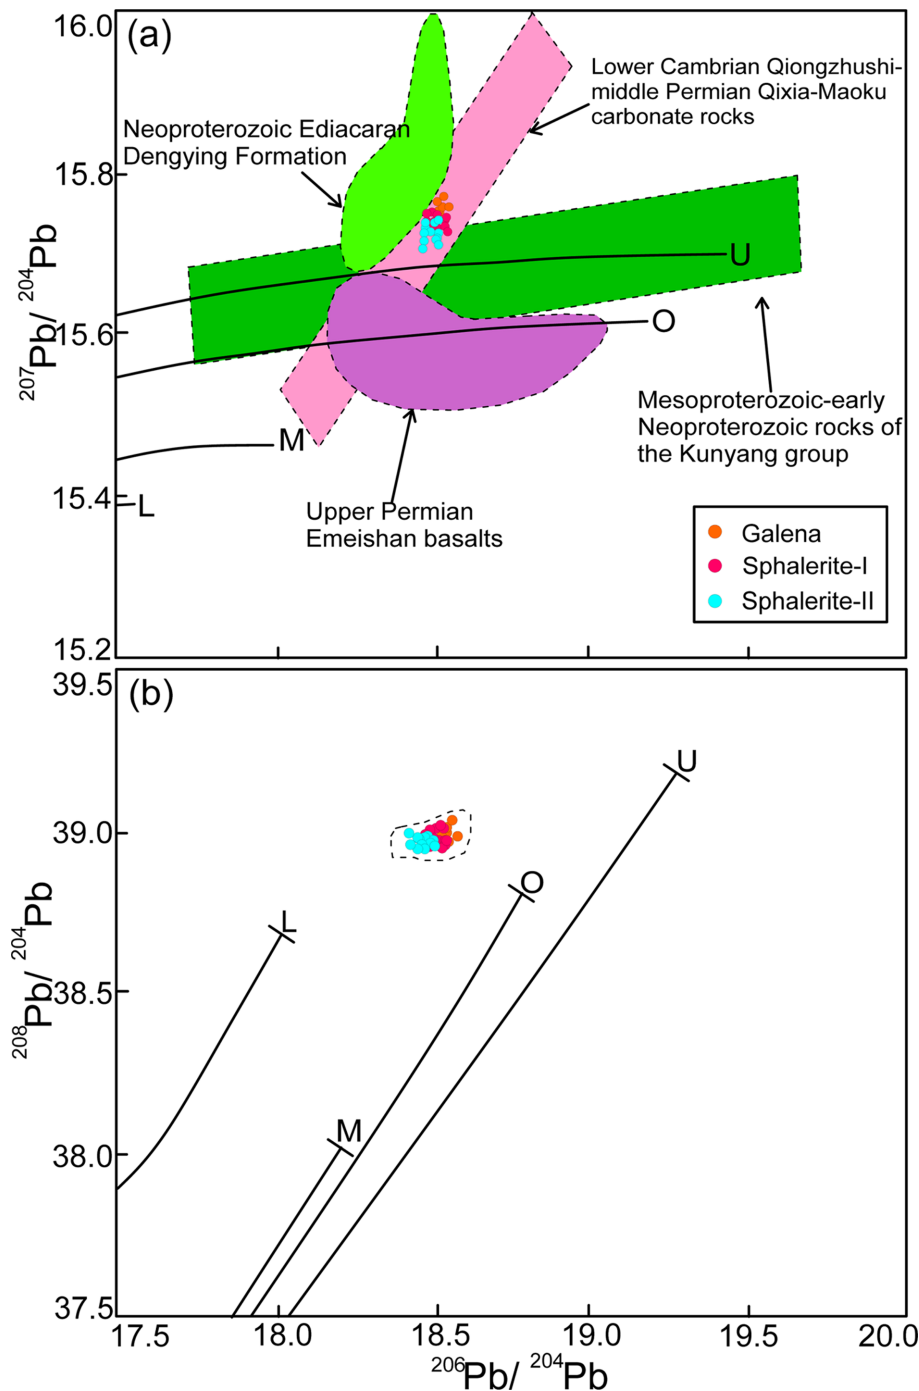 (a)
16.0
15.8
15.6
15.4
15.2
207Pb/ 204Pb
Lower Cambrian Qiongzhushi-
middle Permian Qixia-Maoku
carbonate rocks
Neoproterozoic Ediacaran
Dengying Formation
U
O
M
L
Mesoproterozoic-early
Neoproterozoic rocks of
the Kunyang group
Upper Permian
Emeishan basalts
Galena
Sphalerite-I
Sphalerite-II
(b)
39.5
39.0
38.5
38.0
37.5
208Pb/ 204Pb
U
O
L
M
17.5 18.0 18.5 19.0 19.5 20.0
206Pb/ 204Pb